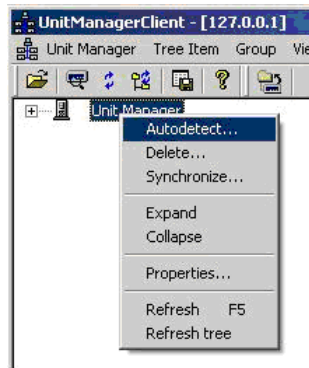 UnitManagerClient - [127.0.0.1]
Unit Manager Tree Item Group Vie
Unit Manager
Autodetect...
Delete...
Synchronize...
Expand
Collapse
Properties...
Refresh F5
Refresh tree